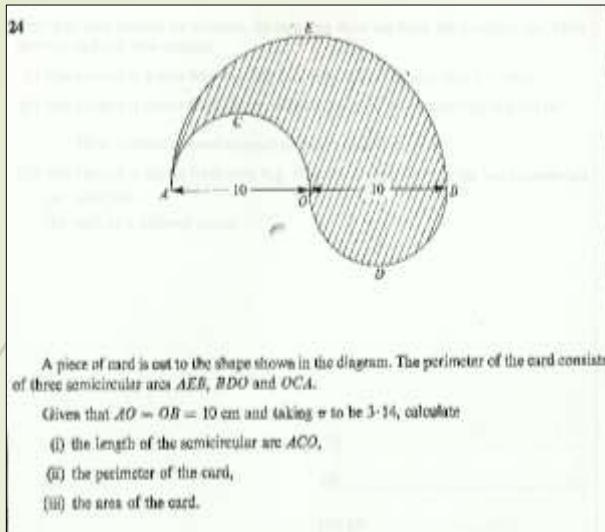 24
E
C
A
10
O
10
B
D
A piece of card is cut to the shape shown in the diagram. The perimeter of the card consists
of three semicircular arcs AEB, BDO and OCA.
Given that AO = OB = 10 cm and taking π to be 3·14, calculate
(i) the length of the semicircular arc ACO,
(ii) the perimeter of the card,
(iii) the area of the card.